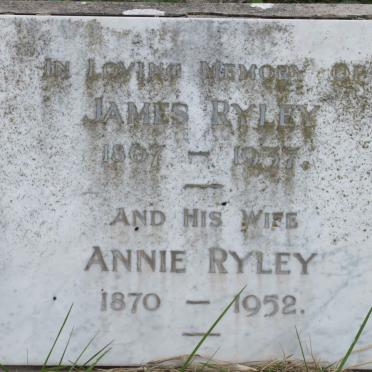 In Loving Memory Of
James Ryley
1867 — 1937.
And His Wife
Annie Ryley
1870 — 1952.